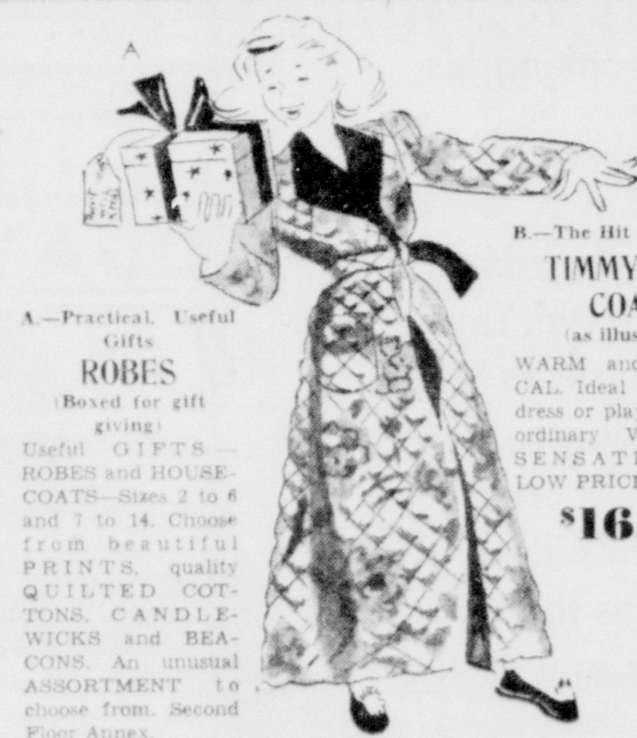 A
A.—Practical, Useful
Gifts
ROBES
(Boxed for gift
giving)
Useful GIFTS—
ROBES and HOUSE-
COATS—Sizes 2 to 6
and 7 to 14. Choose
from beautiful
PRINTS, quality
QUILTED COT-
TONS, CANDLE-
WICKS and BEA-
CONS. An unusual
ASSORTMENT to
choose from. Second
Floor Annex.
B.—The Hit
TIMMY
COA
(as illus
WARM and
CAL. Ideal
dress or play
ordinary V
SENSATI
LOW PRICE
$16